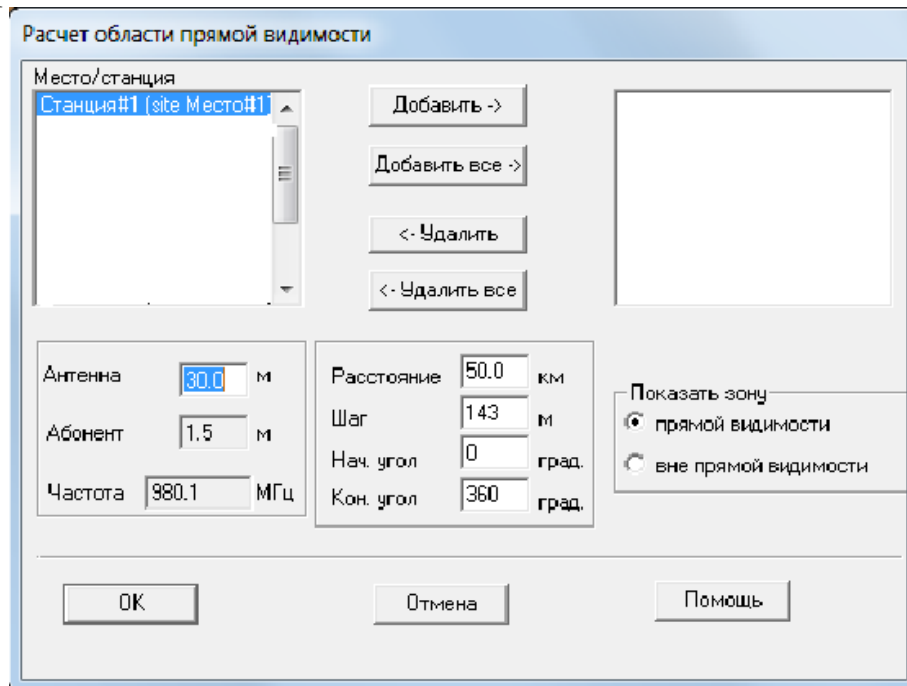 Расчет области прямой видимости
Место/станция
Станция#1 (site Место#1
Добавить ->
Добавить все ->
<- Удалить
<- Удалить все
Антенна 30.0 м
Абонент 1.5 м
Частота 980.1 МГц
Расстояние 50.0 км
Шаг 143 м
Нач. угол 0 град.
Кон. угол 360 град.
Показать зону
прямой видимости
вне прямой видимости
OK
Отмена
Помощь